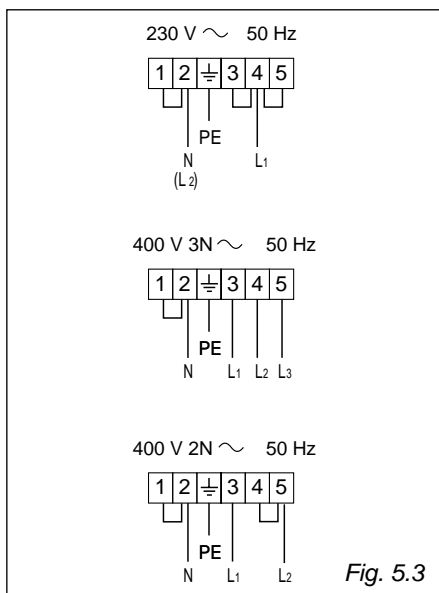 230 V ~ 50 Hz
1 2 ⏚ 3 4 5
PE
N L1
(L2)
400 V 3N ~ 50 Hz
1 2 ⏚ 3 4 5
PE
N L1 L2 L3
400 V 2N ~ 50 Hz
1 2 ⏚ 3 4 5
PE
N L1 L2
Fig. 5.3